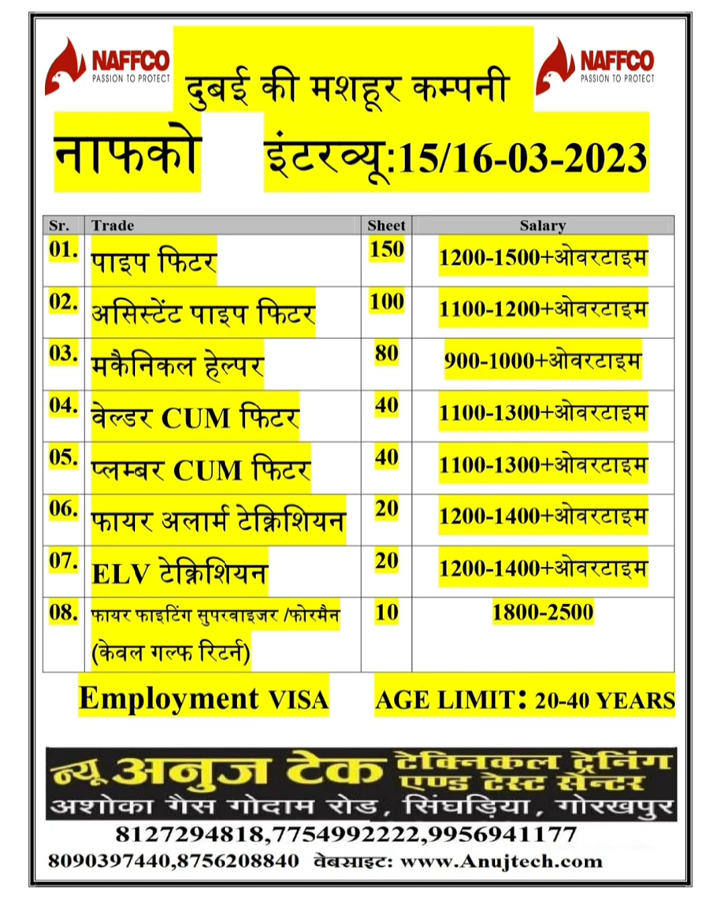 NAFFCO
PASSION TO PROTECT
NAFFCO
PASSION TO PROTECT
दुबई की मशहूर कम्पनी
नाफको इंटरव्यू:15/16-03-2023
Sr. Trade Sheet Salary
01. पाइप फिटर 150 1200-1500+ओवरटाइम
02. असिस्टेंट पाइप फिटर 100 1100-1200+ओवरटाइम
03. मकैनिकल हेल्पर 80 900-1000+ओवरटाइम
04. वेल्डर CUM फिटर 40 1100-1300+ओवरटाइम
05. प्लम्बर CUM फिटर 40 1100-1300+ओवरटाइम
06. फायर अलार्म टेक्निशियन 20 1200-1400+ओवरटाइम
07. ELV टेक्निशियन 20 1200-1400+ओवरटाइम
08. फायर फाइटिंग सुपरवाइजर /फोरमैन 10 1800-2500
(केवल गल्फ रिटर्न)
Employment VISA AGE LIMIT: 20-40 YEARS
न्यू अनुज टेक टेक्निकल ट्रेनिंग
एण्ड टेस्ट सेन्टर
अशोका गैस गोदाम रोड, सिंघड़िया, गोरखपुर
8127294818,7754992222,9956941177
8090397440,8756208840 वेबसाइट: www.Anujtech.com